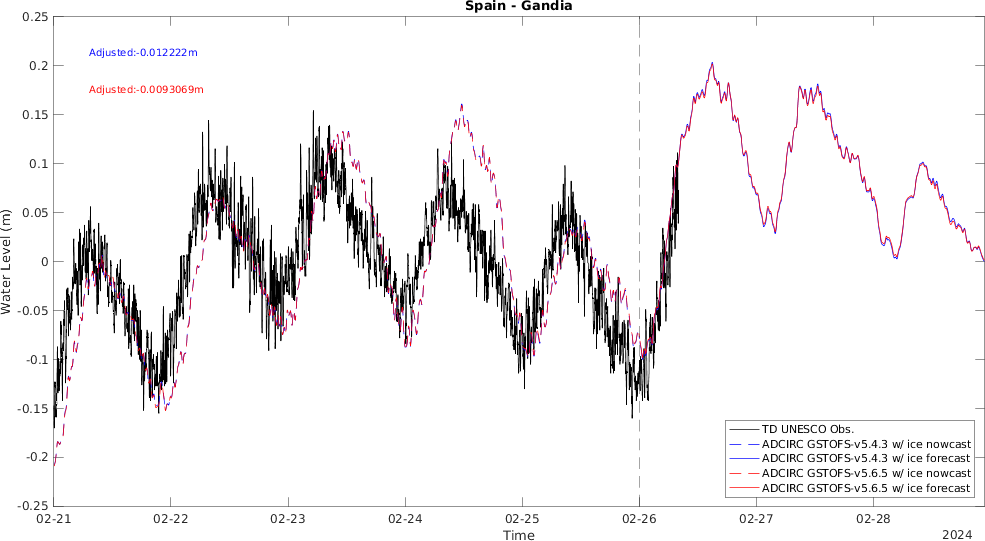 Spain - Gandia
Adjusted:-0.012222m
Adjusted:-0.0093069m
Water Level (m)
0.25
0.2
0.15
0.1
0.05
0
-0.05
-0.1
-0.15
-0.2
-0.25
TD UNESCO Obs.
ADCIRC GSTOFS-v5.4.3 w/ ice nowcast
ADCIRC GSTOFS-v5.4.3 w/ ice forecast
ADCIRC GSTOFS-v5.6.5 w/ ice nowcast
ADCIRC GSTOFS-v5.6.5 w/ ice forecast
02-21 02-22 02-23 02-24 02-25 02-26 02-27 02-28
Time
2024